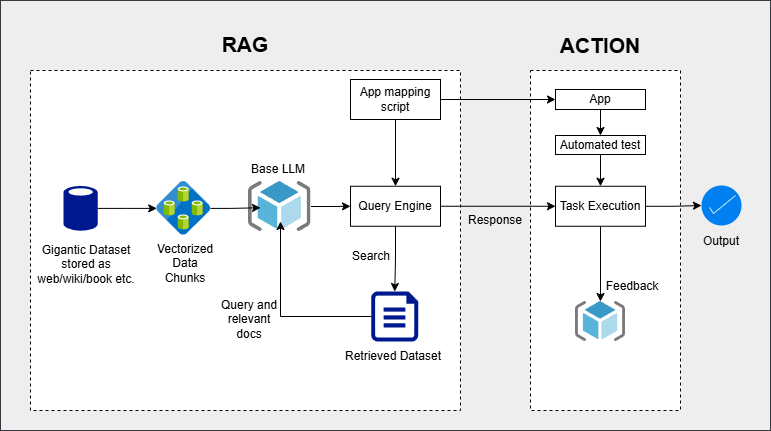 RAG
ACTION
App mapping
script
App
Automated test
Base LLM
Query Engine
Response
Task Execution
Gigantic Dataset
stored as
web/wiki/book etc.
Vectorized
Data
Chunks
Output
Search
Feedback
Query and
relevant
docs
Retrieved Dataset